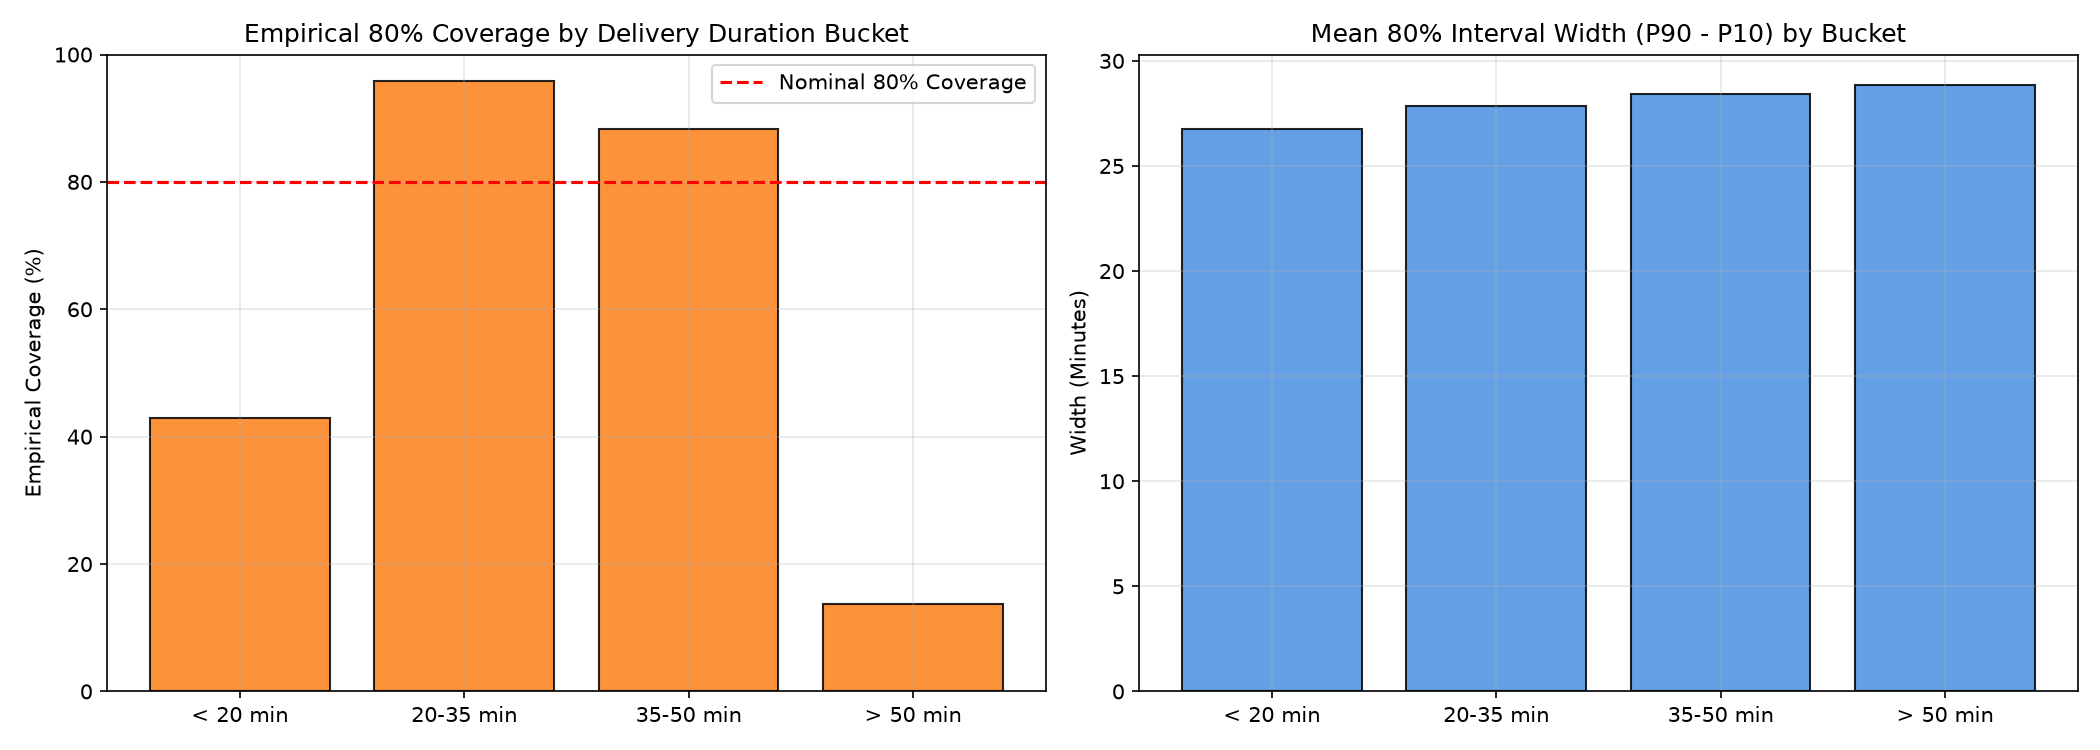 Empirical 80% Coverage by Delivery Duration Bucket
Nominal 80% Coverage
Empirical Coverage (%)
100
80
60
40
20
0
< 20 min
20-35 min
35-50 min
> 50 min
Mean 80% Interval Width (P90 - P10) by Bucket
Width (Minutes)
30
25
20
15
10
5
0
< 20 min
20-35 min
35-50 min
> 50 min